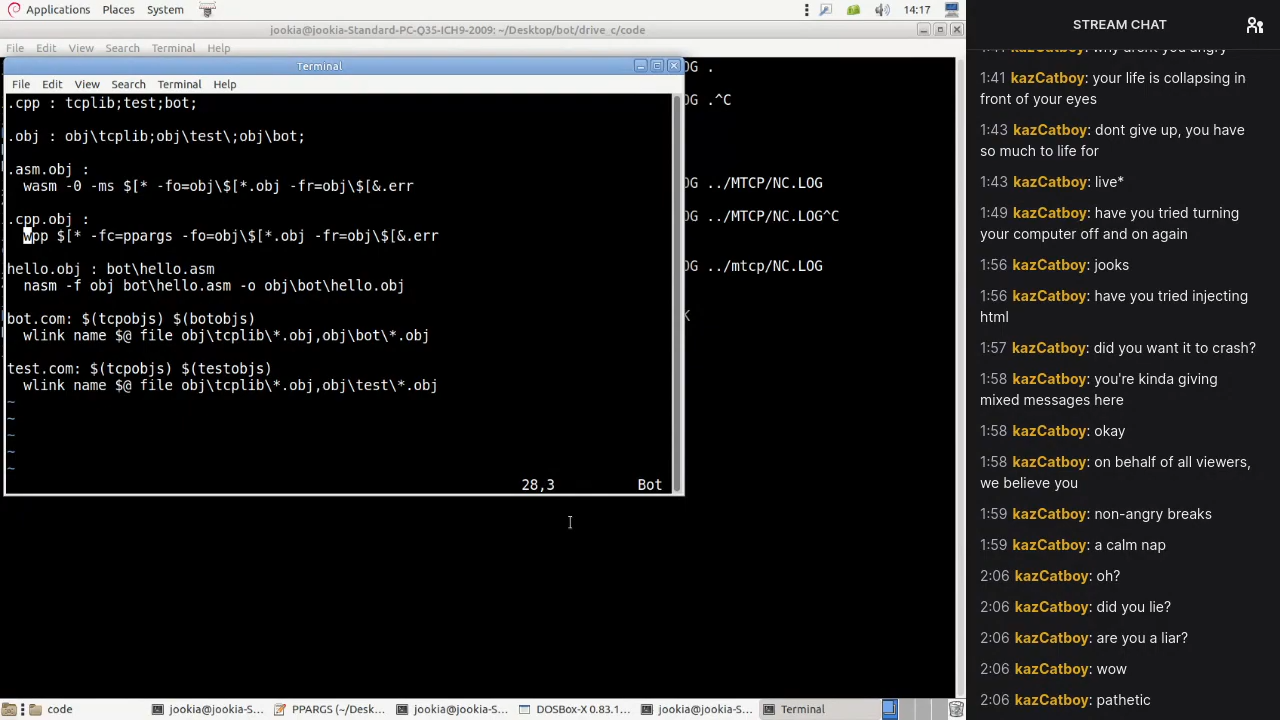 Applications Places System
14:17
jookia@jookia-Standard-PC-Q35-ICH9-2009: ~/Desktop/bot/drive_c/code
File Edit View Search Terminal Help
Terminal
File Edit View Search Terminal Help
.cpp : tcplib;test;bot;
.obj : obj\tcplib;obj\test\;obj\bot;
.asm.obj :
wasm -0 -ms $[* -fo=obj\$[*.obj -fr=obj\$[&.err
.cpp.obj :
wpp $[* -fc=ppargs -fo=obj\$[*.obj -fr=obj\$[&.err
hello.obj : bot\hello.asm
nasm -f obj bot\hello.asm -o obj\bot\hello.obj
bot.com: $(tcpobjs) $(botobjs)
wlink name $@ file obj\tcplib\*.obj,obj\bot\*.obj
test.com: $(tcpobjs) $(testobjs)
wlink name $@ file obj\tcplib\*.obj,obj\test\*.obj
~
~
~
~
~
28,3 Bot
OG .
OG .^C
OG ../MTCP/NC.LOG
OG ../MTCP/NC.LOG^C
OG ../mtcp/NC.LOG
K
code
jookia@jookia-S...
PPARGS (~/De...
jookia@jookia-S...
DOSBox-X 0.83.1...
jookia@jookia-S...
Terminal
STREAM CHAT
1:41 kazCatboy: why arent you angry
1:41 kazCatboy: your life is collapsing in
front of your eyes
1:43 kazCatboy: dont give up, you have
so much to life for
1:43 kazCatboy: live*
1:49 kazCatboy: have you tried turning
your computer off and on again
1:56 kazCatboy: jooks
1:56 kazCatboy: have you tried injecting
html
1:57 kazCatboy: did you want it to crash?
1:58 kazCatboy: you're kinda giving
mixed messages here
1:58 kazCatboy: okay
1:58 kazCatboy: on behalf of all viewers,
we believe you
1:59 kazCatboy: non-angry breaks
1:59 kazCatboy: a calm nap
2:06 kazCatboy: oh?
2:06 kazCatboy: did you lie?
2:06 kazCatboy: are you a liar?
2:06 kazCatboy: wow
2:06 kazCatboy: pathetic